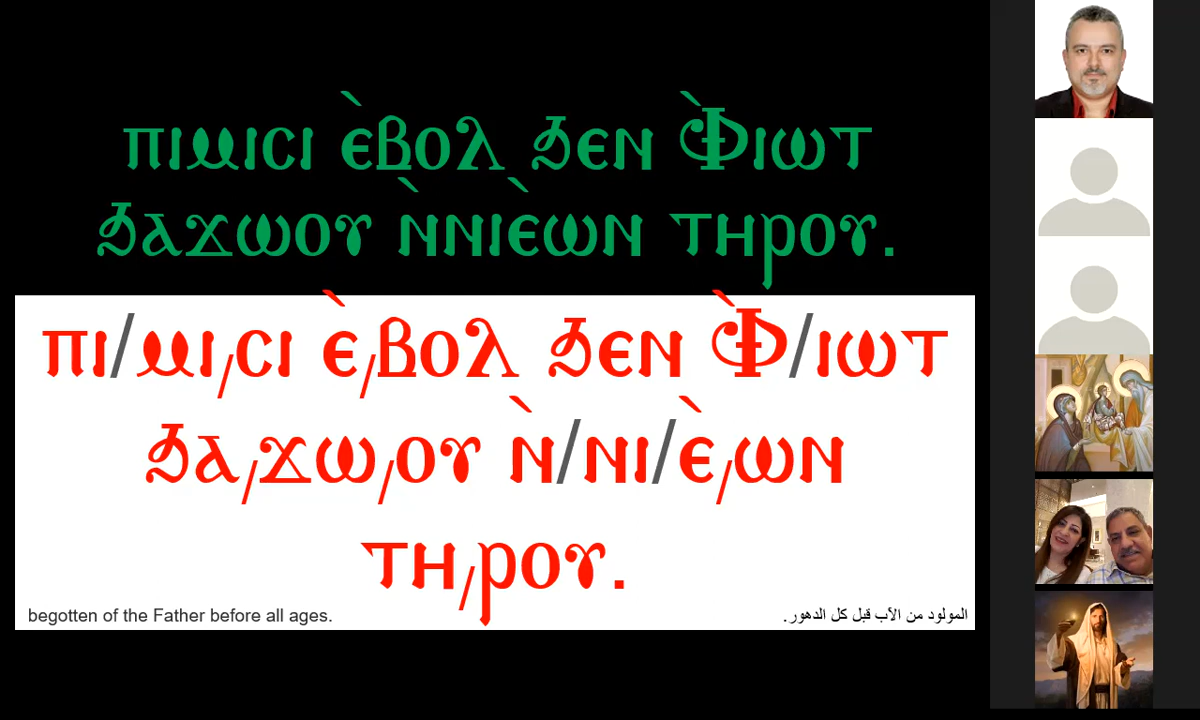 ⲡⲓⲙⲓⲥⲓ ⲉ̀ⲃⲟⲗ ϧⲉⲛ Ⲫ̀ⲓⲱⲧ
ϧⲁϫⲱⲟⲩ ⲛ̀ⲛⲓⲉ̀ⲱⲛ ⲧⲏⲣⲟⲩ.
ⲡⲓ/ⲙⲓ/ⲥⲓ ⲉ̀/ⲃⲟⲗ ϧⲉⲛ Ⲫ̀/ⲓⲱⲧ
ϧⲁ/ϫⲱ/ⲟⲩ ⲛ̀/ⲛⲓ/ⲉ̀/ⲱⲛ
ⲧⲏ/ⲣⲟⲩ.
begotten of the Father before all ages.
المولود من الآب قبل كل الدهور.